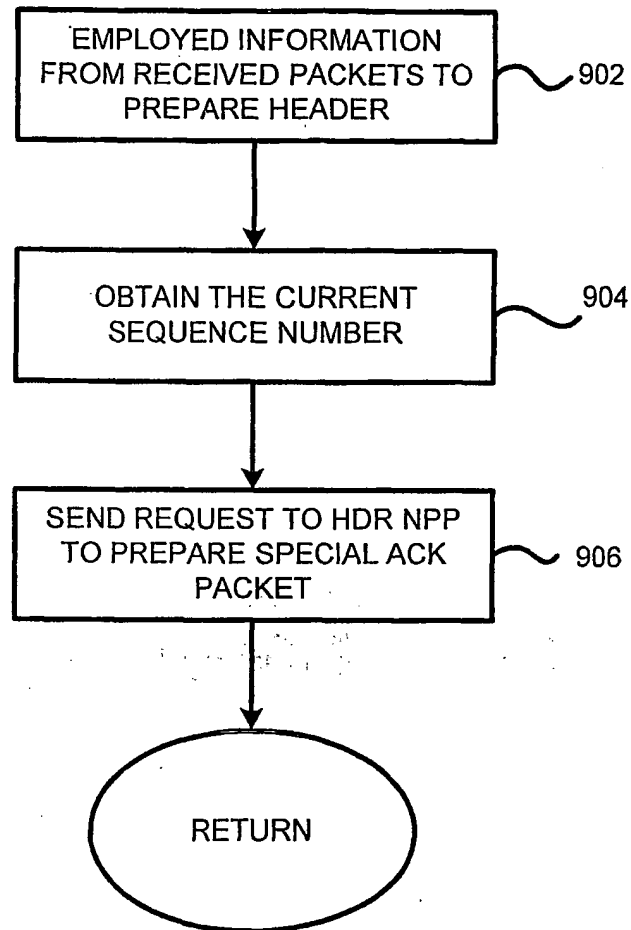 EMPLOYED INFORMATION
FROM RECEIVED PACKETS TO
PREPARE HEADER
902
OBTAIN THE CURRENT
SEQUENCE NUMBER
904
SEND REQUEST TO HDR NPP
TO PREPARE SPECIAL ACK
PACKET
906
RETURN